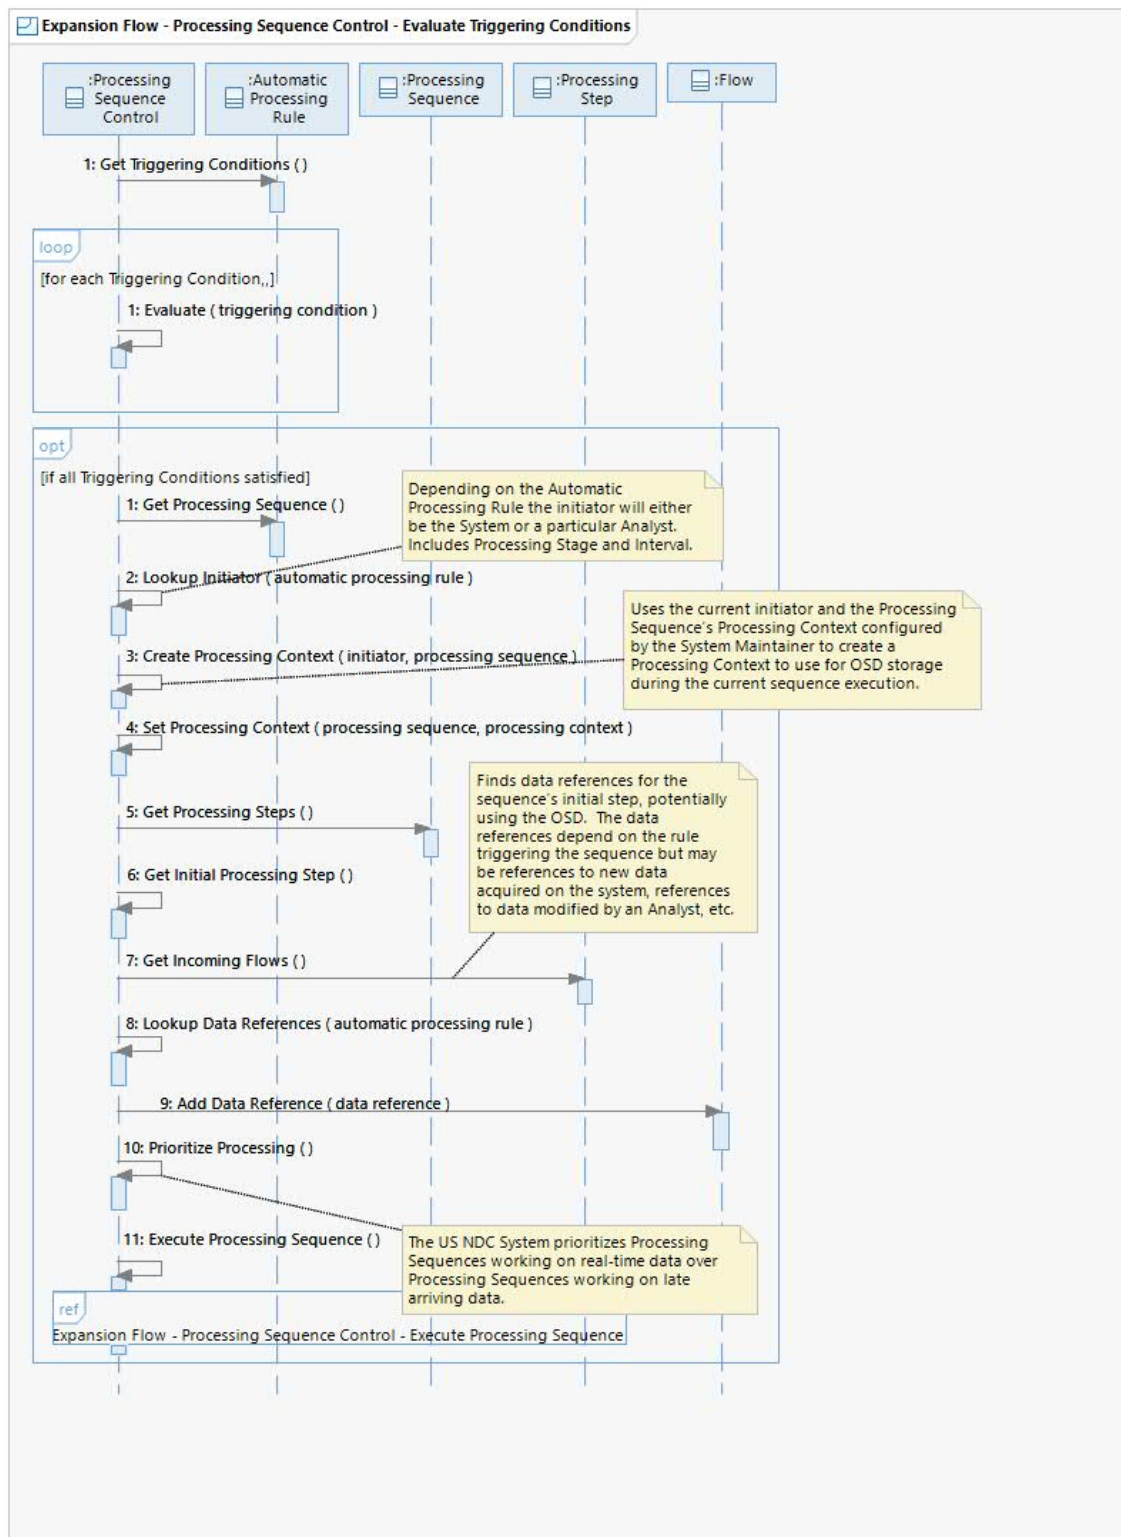 Expansion Flow - Processing Sequence Control - Evaluate Triggering Conditions
:Processing
Sequence
Control
:Automatic
Processing
Rule
:Processing
Sequence
:Processing
Step
:Flow
1: Get Triggering Conditions ( )
loop
[for each Triggering Condition,,]
1: Evaluate ( triggering condition )
opt
[if all Triggering Conditions satisfied]
1: Get Processing Sequence ( )
Depending on the Automatic
Processing Rule the initiator will either
be the System or a particular Analyst.
Includes Processing Stage and Interval.
2: Lookup Initiator ( automatic processing rule )
Uses the current initiator and the Processing
Sequence's Processing Context configured
by the System Maintainer to create a
Processing Context to use for OSD storage
during the current sequence execution.
3: Create Processing Context ( initiator, processing sequence )
4: Set Processing Context ( processing sequence, processing context )
Finds data references for the
sequence's initial step, potentially
using the OSD.  The data
references depend on the rule
triggering the sequence but may
be references to new data
acquired on the system, references
to data modified by an Analyst, etc.
5: Get Processing Steps ( )
6: Get Initial Processing Step ( )
7: Get Incoming Flows ( )
8: Lookup Data References ( automatic processing rule )
9: Add Data Reference ( data reference )
10: Prioritize Processing ( )
11: Execute Processing Sequence ( )
The US NDC System prioritizes Processing
Sequences working on real-time data over
Processing Sequences working on late
arriving data.
ref
Expansion Flow - Processing Sequence Control - Execute Processing Sequence